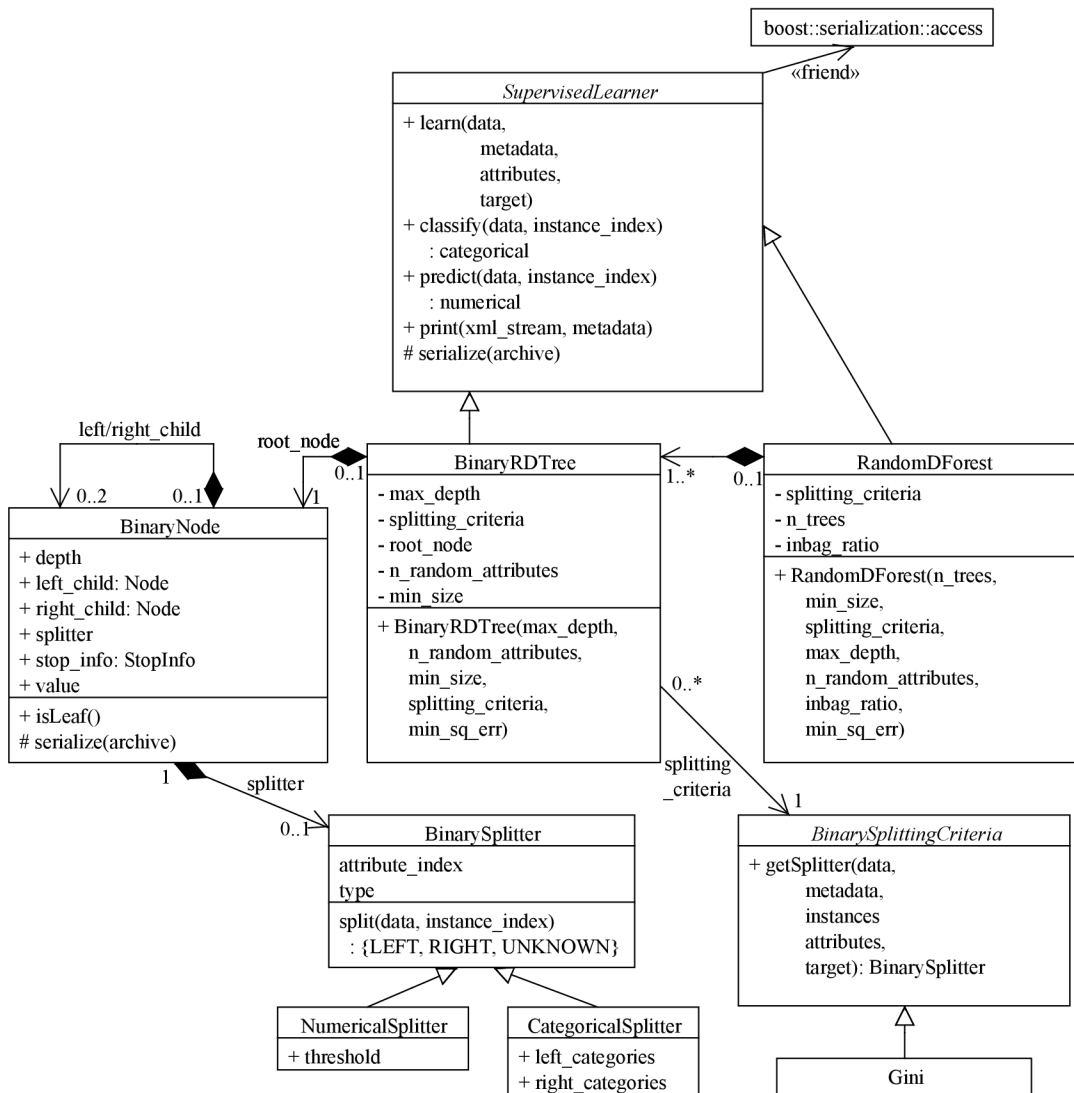 boost::serialization::access
«friend»
SupervisedLearner
+ learn(data,
metadata,
attributes,
target)
+ classify(data, instance_index)
: categorical
+ predict(data, instance_index)
: numerical
+ print(xml_stream, metadata)
# serialize(archive)
left/right_child
0..2
0..1
root_node
0..1
1
BinaryNode
+ depth
+ left_child: Node
+ right_child: Node
+ splitter
+ stop_info: StopInfo
+ value
+ isLeaf()
# serialize(archive)
BinaryRDTree
- max_depth
- splitting_criteria
- root_node
- n_random_attributes
- min_size
+ BinaryRDTree(max_depth,
n_random_attributes,
min_size,
splitting_criteria,
min_sq_err)
1..*
0..1
RandomDForest
- splitting_criteria
- n_trees
- inbag_ratio
+ RandomDForest(n_trees,
min_size,
splitting_criteria,
max_depth,
n_random_attributes,
inbag_ratio,
min_sq_err)
0..*
splitting
_criteria
1
1
splitter
0..1
BinarySplitter
attribute_index
type
split(data, instance_index)
: {LEFT, RIGHT, UNKNOWN}
BinarySplittingCriteria
+ getSplitter(data,
metadata,
instances
attributes,
target): BinarySplitter
NumericalSplitter
+ threshold
CategoricalSplitter
+ left_categories
+ right_categories
Gini